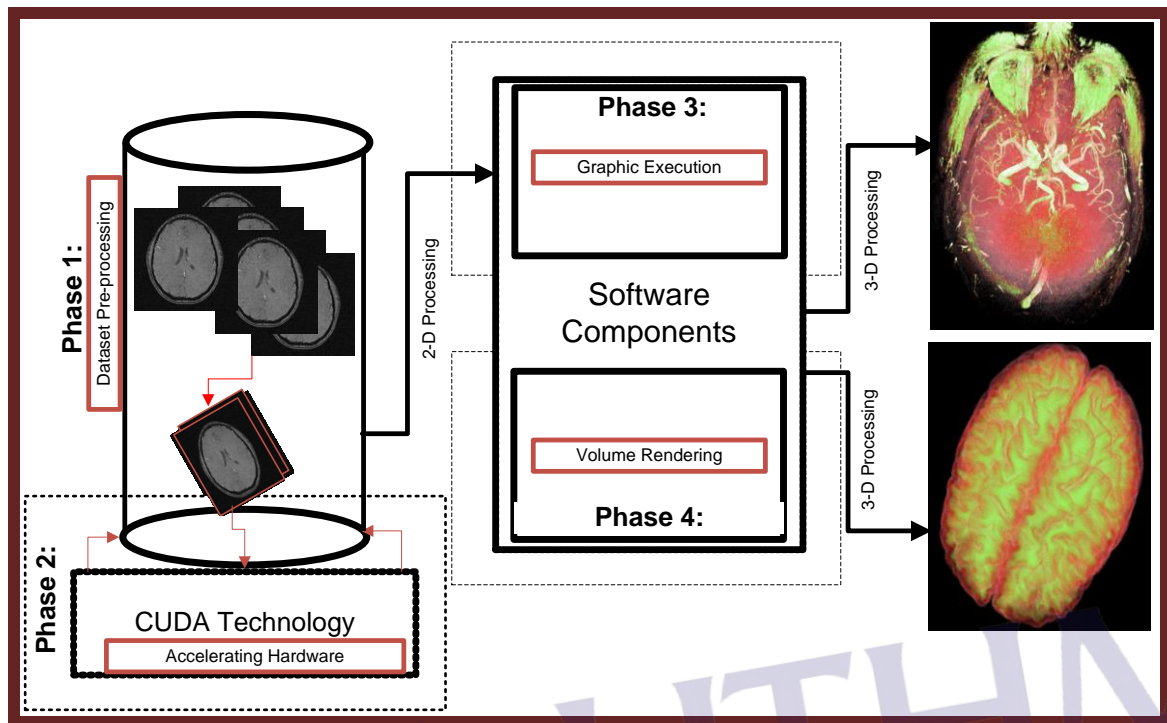 Phase 1:
Dataset Pre-processing
Phase 2:
CUDA Technology
Accelerating Hardware
2-D Processing
Phase 3:
Graphic Execution
Software
Components
Volume Rendering
Phase 4:
3-D Processing
3-D Processing
UTHM